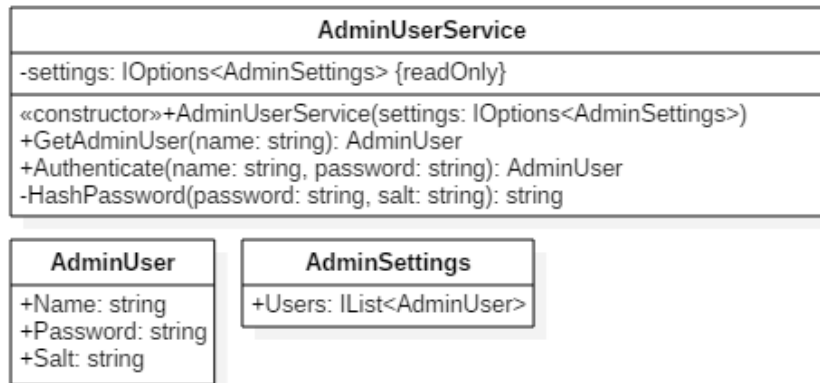 AdminUserService
-settings: IOptions<AdminSettings> {readOnly}
«constructor»+AdminUserService(settings: IOptions<AdminSettings>)
+GetAdminUser(name: string): AdminUser
+Authenticate(name: string, password: string): AdminUser
-HashPassword(password: string, salt: string): string
AdminUser
+Name: string
+Password: string
+Salt: string
AdminSettings
+Users: IList<AdminUser>